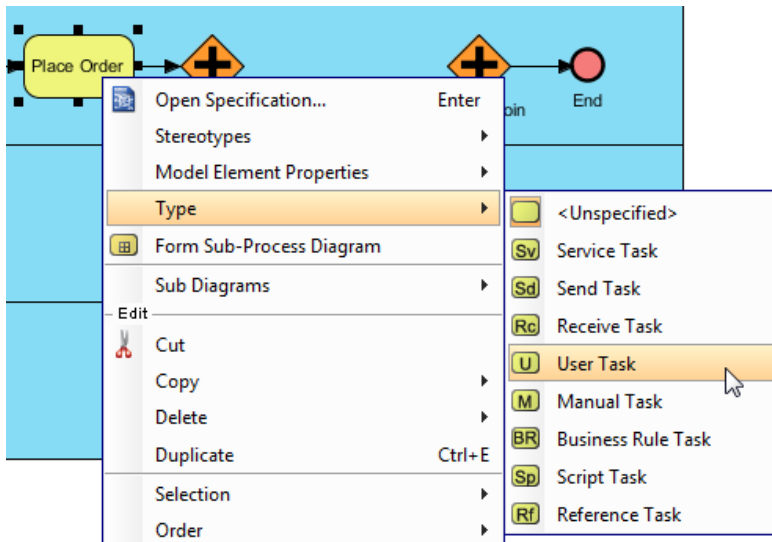 Place Order
oin
End
Open Specification... Enter
Stereotypes
Model Element Properties
Type
Form Sub-Process Diagram
Sub Diagrams
Edit
Cut
Copy
Delete
Duplicate Ctrl+E
Selection
Order
<Unspecified>
Sv Service Task
Sd Send Task
Rc Receive Task
U User Task
M Manual Task
BR Business Rule Task
Sp Script Task
Rf Reference Task